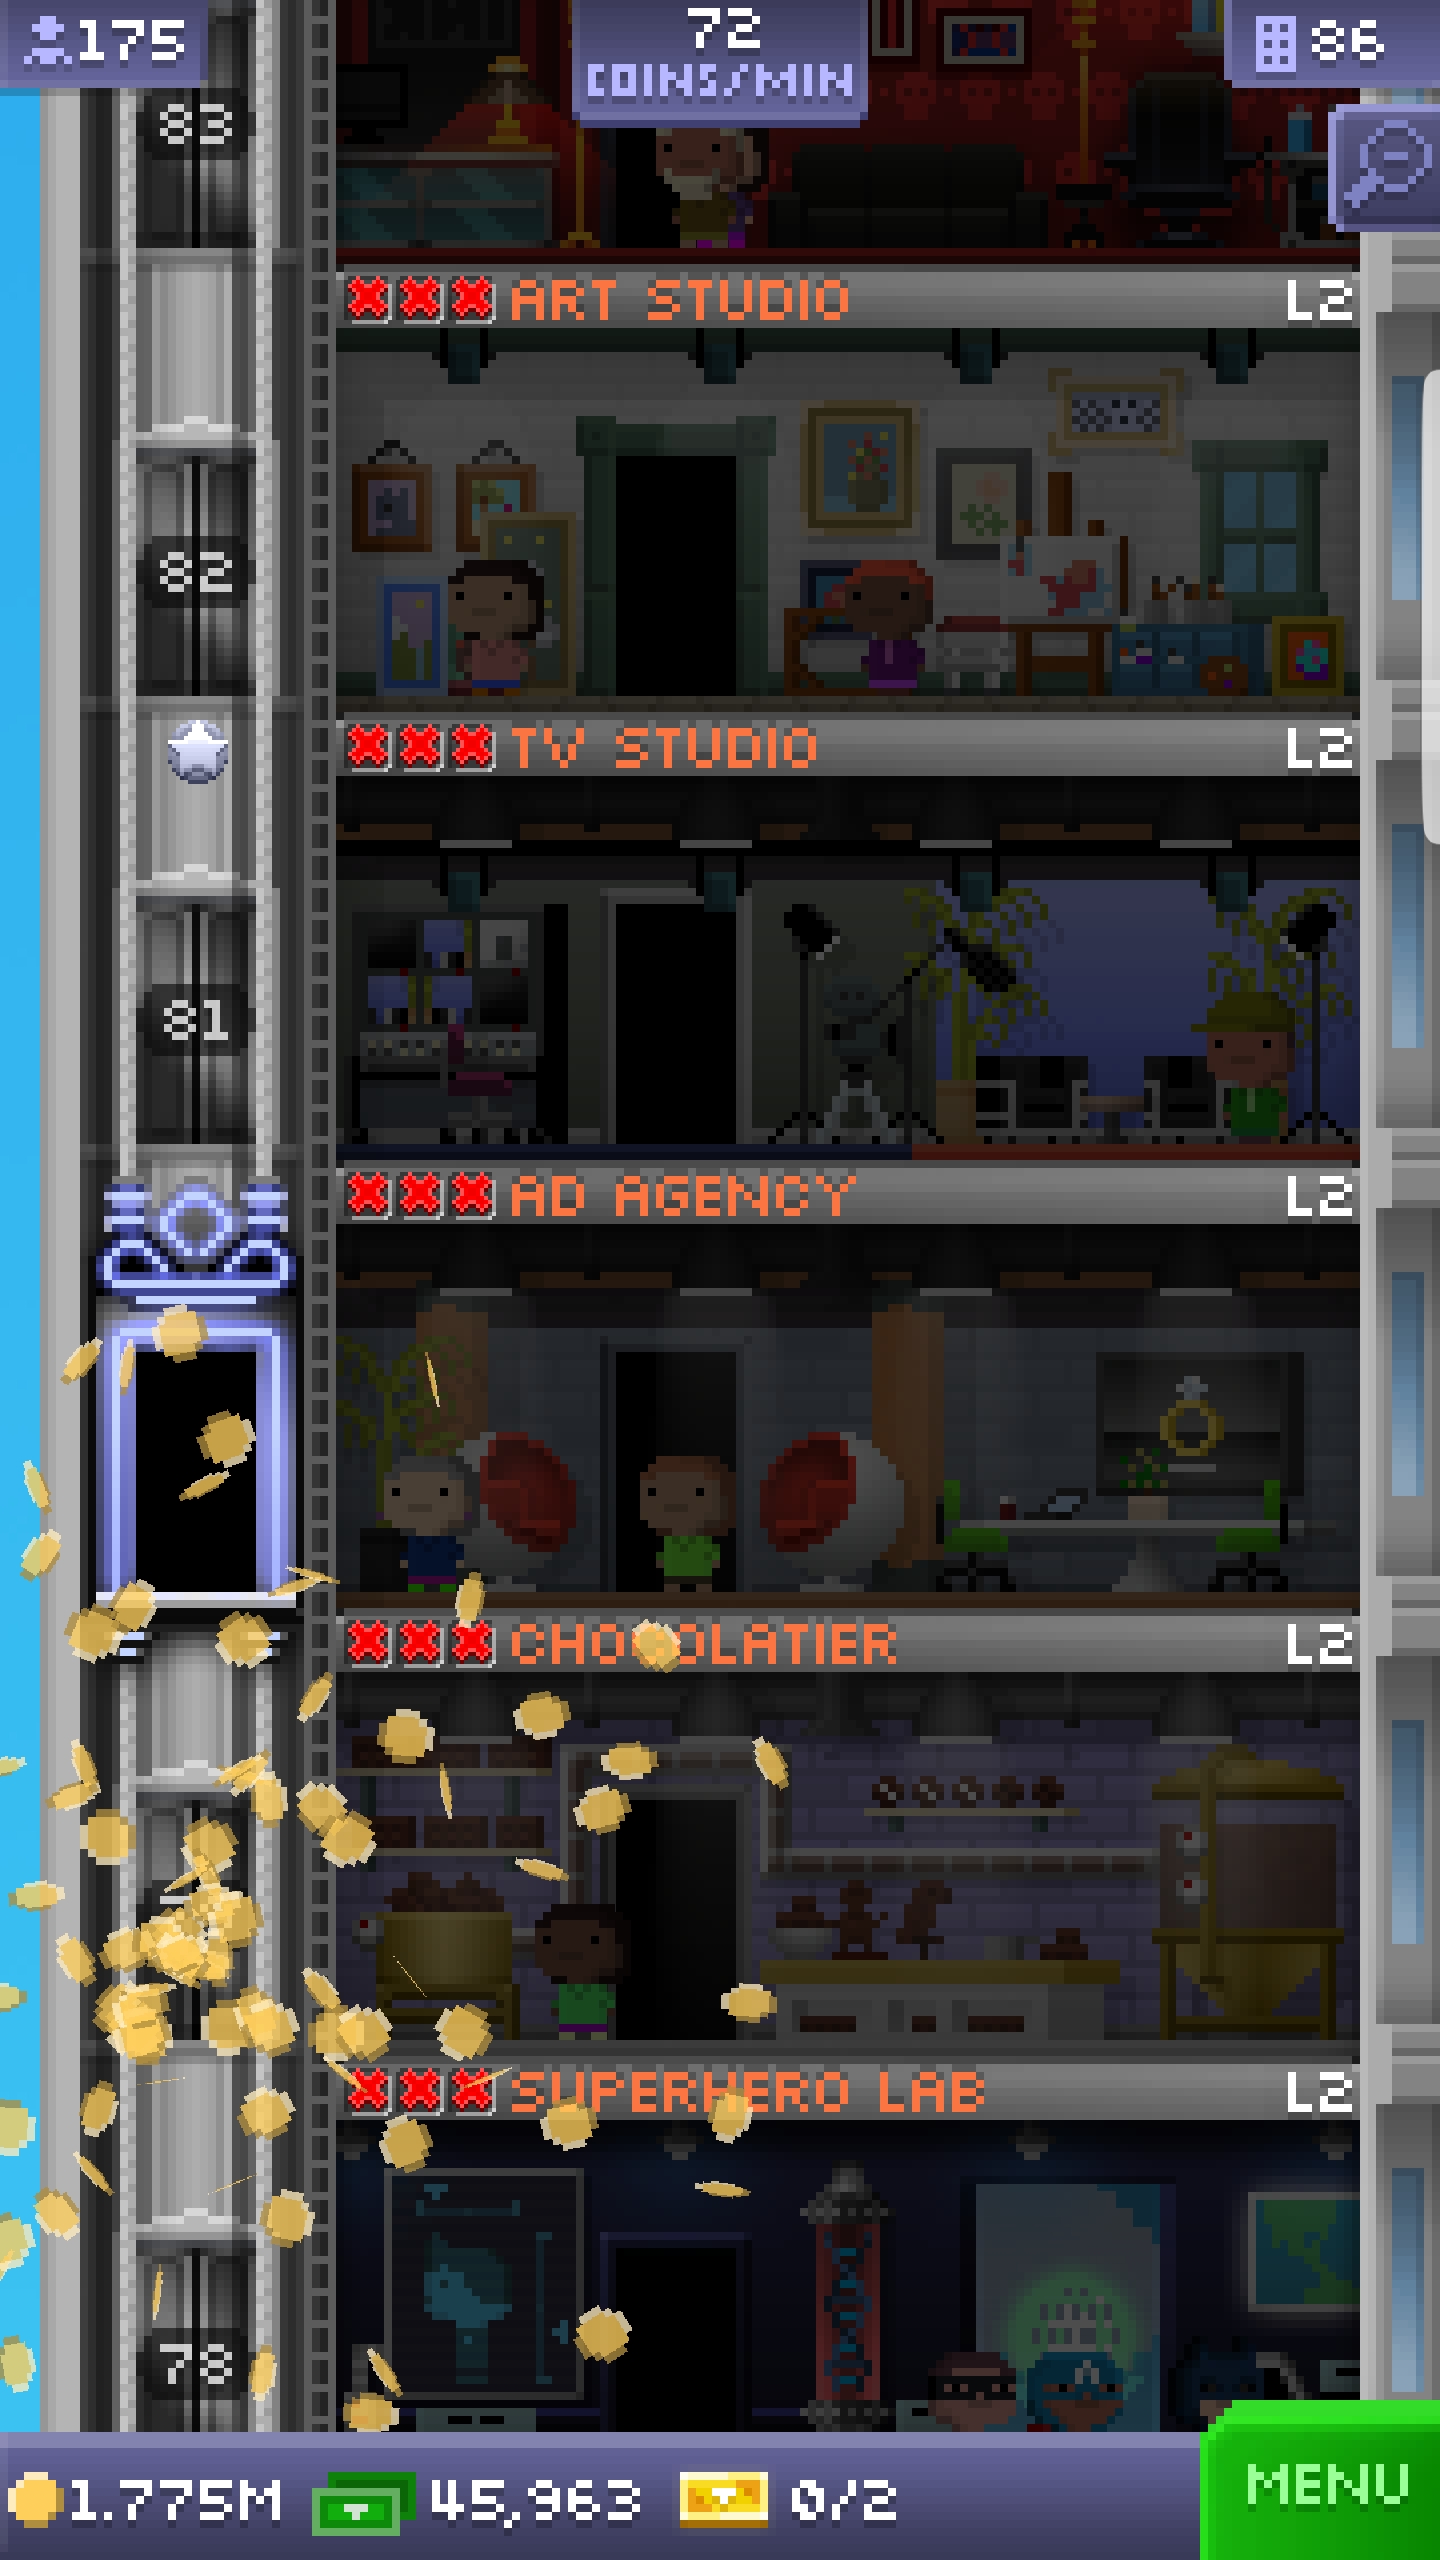 175
72
COINS/MIN
86
83
ART STUDIO L2
82
TV STUDIO L2
81
AD AGENCY L2
CHOCOLATIER L2
SUPERHERO LAB L2
78
1.775M 45,963 0/2
MENU